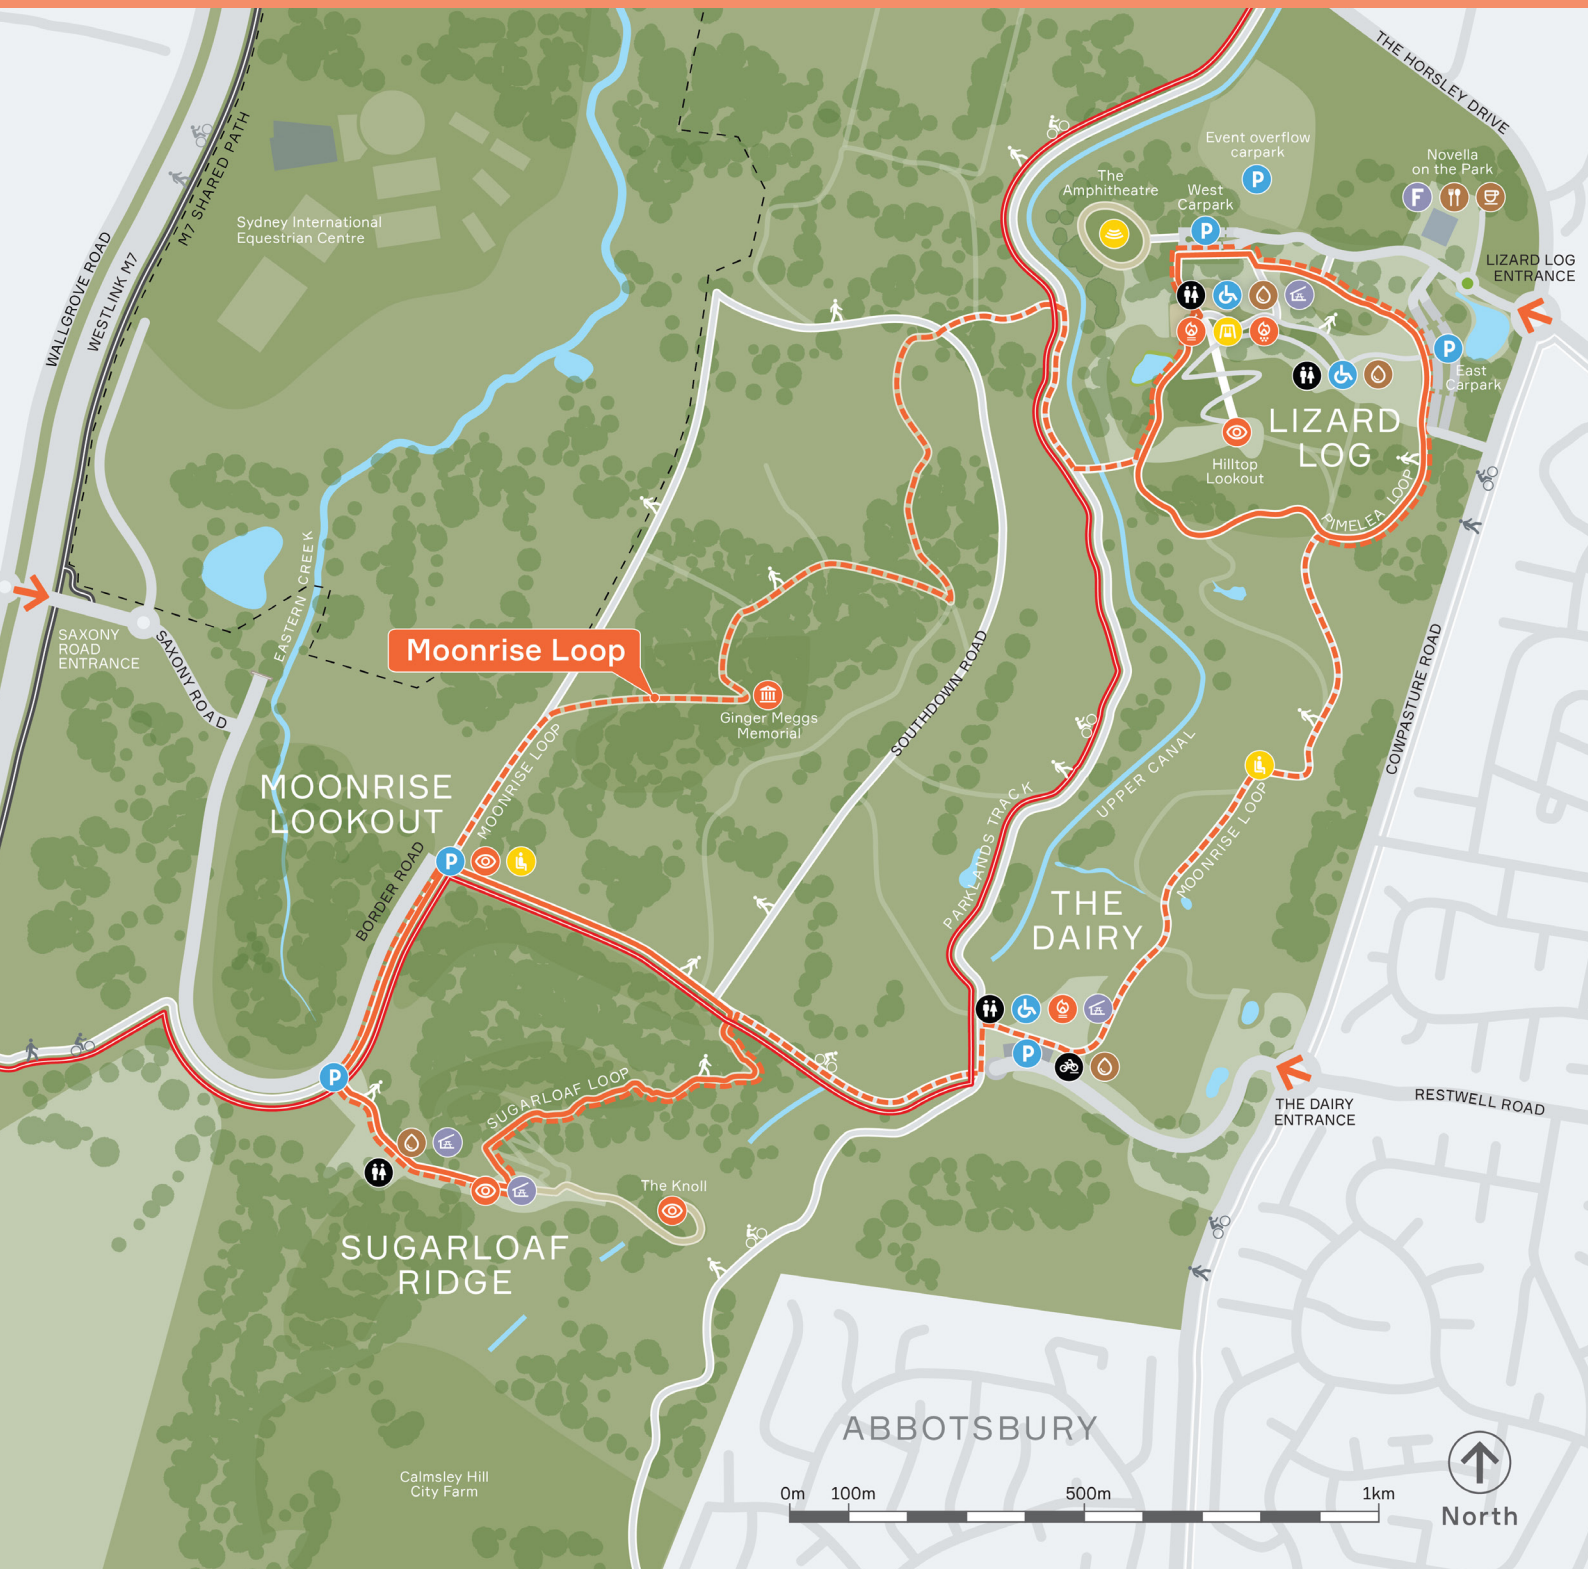 THE HORSLEY DRIVE
M7 SHARED PATH
Event overflow
carpark
P
Novella
on the Park
F
The
Amphitheatre
West
Carpark
P
Sydney International
Equestrian Centre
WALLGROVE ROAD
WESTLINK M7
LIZARD LOG
ENTRANCE
P
East
Carpark
LIZARD
LOG
Hilltop
Lookout
PIMELEA LOOP
EASTERN CREEK
SAXONY
ROAD
ENTRANCE
SAXONY ROAD
Moonrise Loop
Ginger Meggs
Memorial
SOUTHDOWN ROAD
COWPASTURE ROAD
MOONRISE LOOP
MOONRISE
LOOKOUT
UPPER CANAL
PARKLANDS TRACK
MOONRISE LOOP
P
BORDER ROAD
THE
DAIRY
P
P
SUGARLOAF LOOP
THE DAIRY
ENTRANCE
RESTWELL ROAD
The Knoll
SUGARLOAF
RIDGE
ABBOTSBURY
Calmsley Hill
City Farm
0m 100m 500m 1km
North